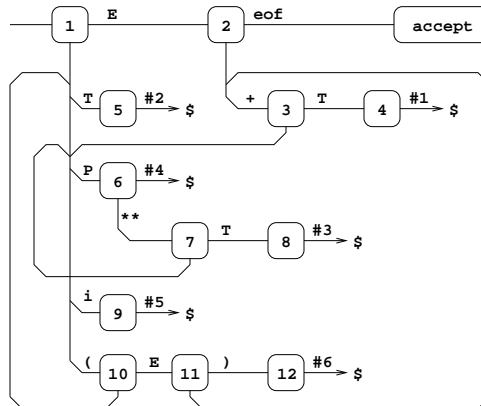 E eof
1 2 accept
T #2 + T #1
5 $ 3 4 $
P #4
6 $
** T #3
7 8 $
i #5
9 $
( E ) #6
10 11 12 $